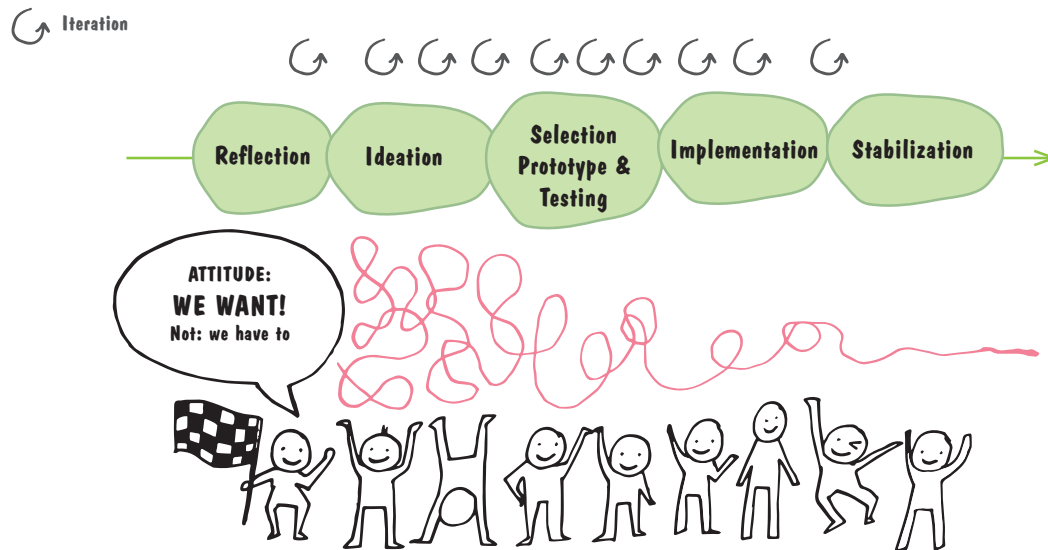 Iteration
Reflection
Ideation
Selection
Prototype &
Testing
Implementation
Stabilization
ATTITUDE:
WE WANT!
Not: we have to